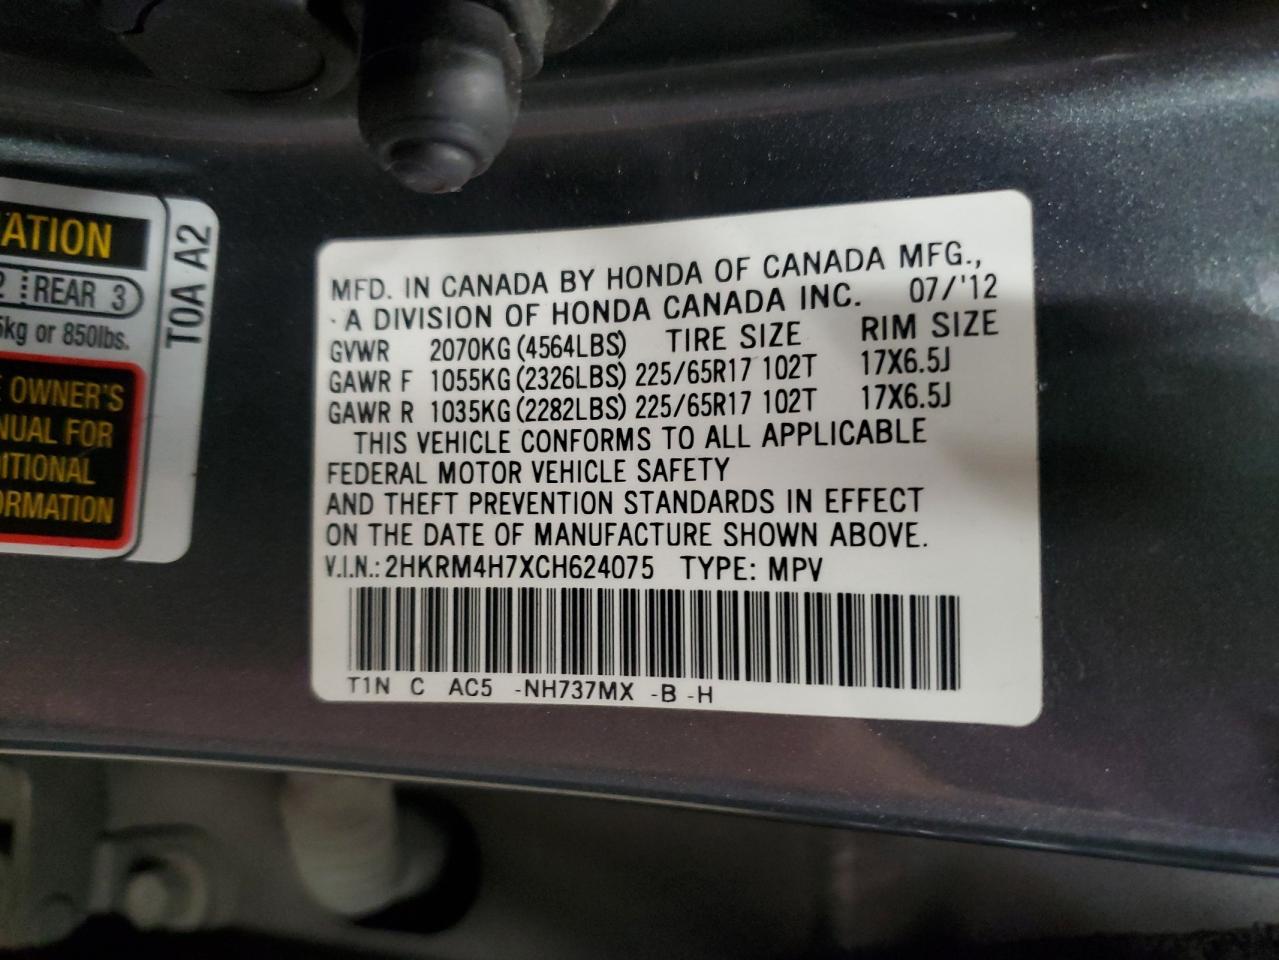 ATION
2 REAR 3
5kg or 850lbs.
E OWNER'S
NUAL FOR
DITIONAL
ORMATION
T0A A2
MFD. IN CANADA BY HONDA OF CANADA MFG.,
A DIVISION OF HONDA CANADA INC. 07/'12
GVWR 2070KG (4564LBS) TIRE SIZE RIM SIZE
GAWR F 1055KG (2326LBS) 225/65R17 102T 17X6.5J
GAWR R 1035KG (2282LBS) 225/65R17 102T 17X6.5J
THIS VEHICLE CONFORMS TO ALL APPLICABLE
FEDERAL MOTOR VEHICLE SAFETY
AND THEFT PREVENTION STANDARDS IN EFFECT
ON THE DATE OF MANUFACTURE SHOWN ABOVE.
V.I.N.: 2HKRM4H7XCH624075 TYPE: MPV
T1N C AC5 -NH737MX -B -H